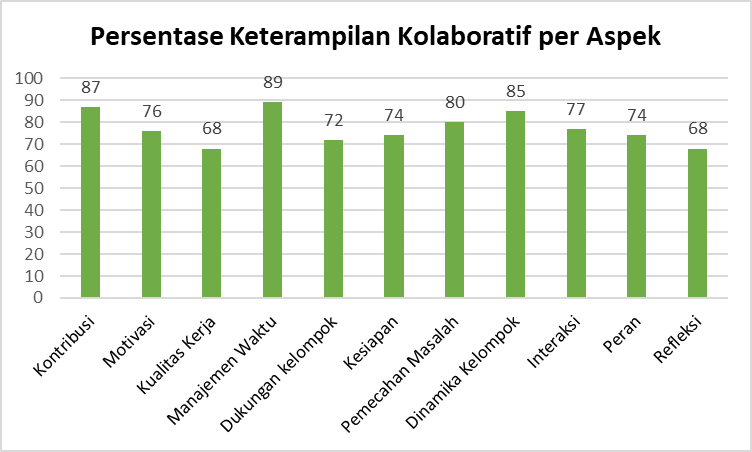 Persentase Keterampilan Kolaboratif per Aspek
100
90
80
70
60
50
40
30
20
10
0
87
76
68
89
72
74
80
85
77
74
68
Kontribusi
Motivasi
Kualitas Kerja
Manajemen Waktu
Dukungan kelompok
Kesiapan
Pemecahan Masalah
Dinamika Kelompok
Interaksi
Peran
Refleksi